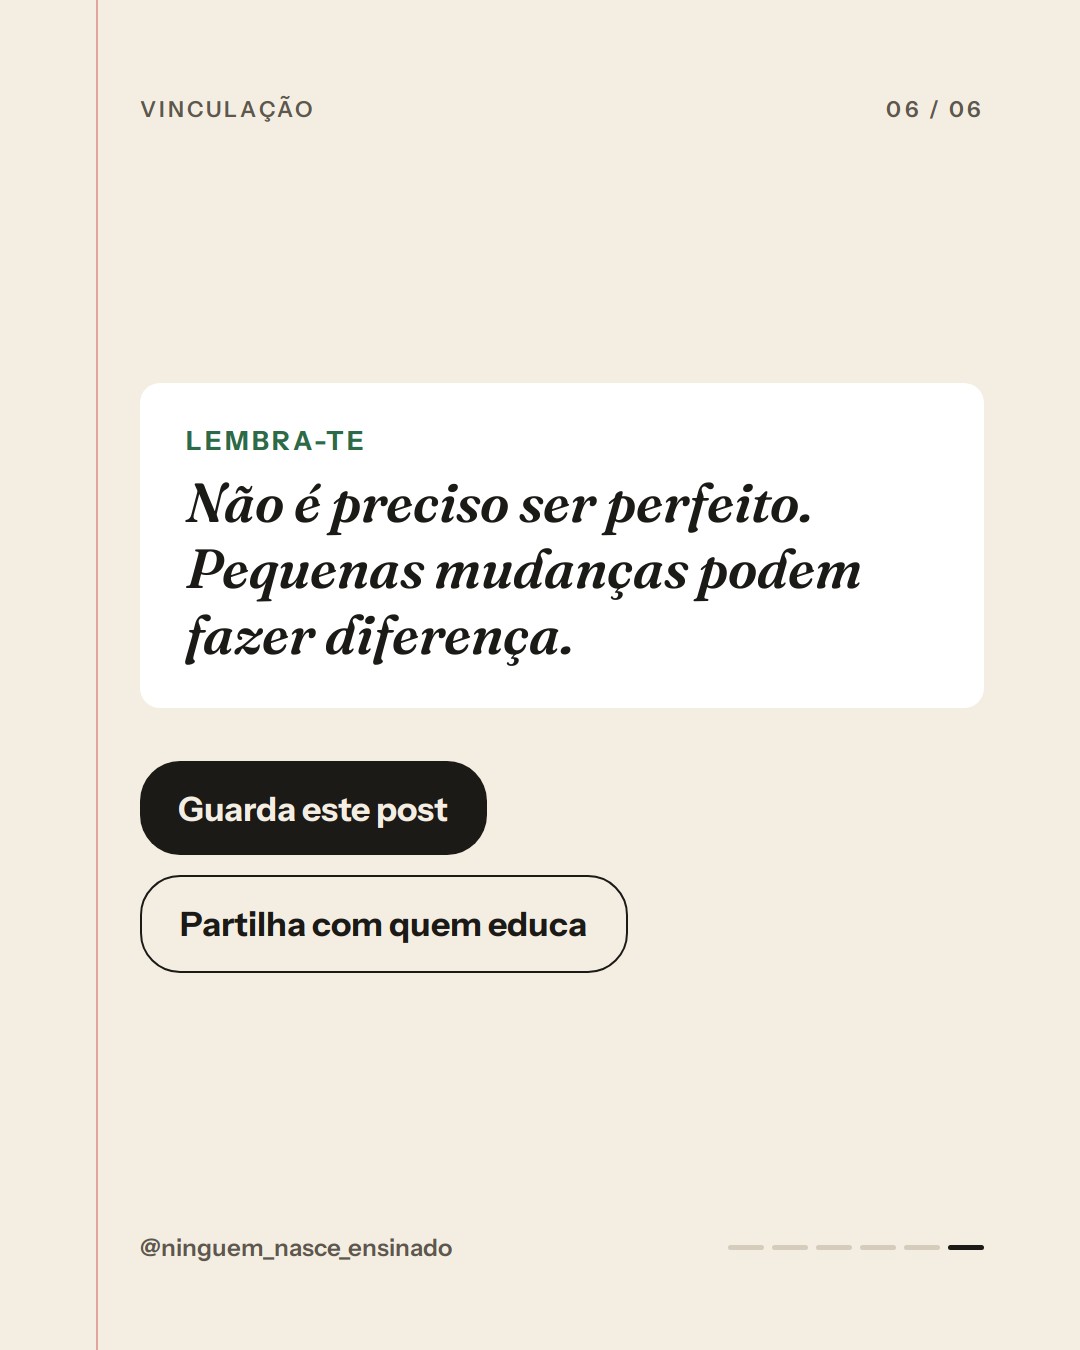 VINCULAÇÃO
06 / 06
LEMBRA-TE
Não é preciso ser perfeito.
Pequenas mudanças podem
fazer diferença.
Guarda este post
Partilha com quem educa
@ninguem_nasce_ensinado